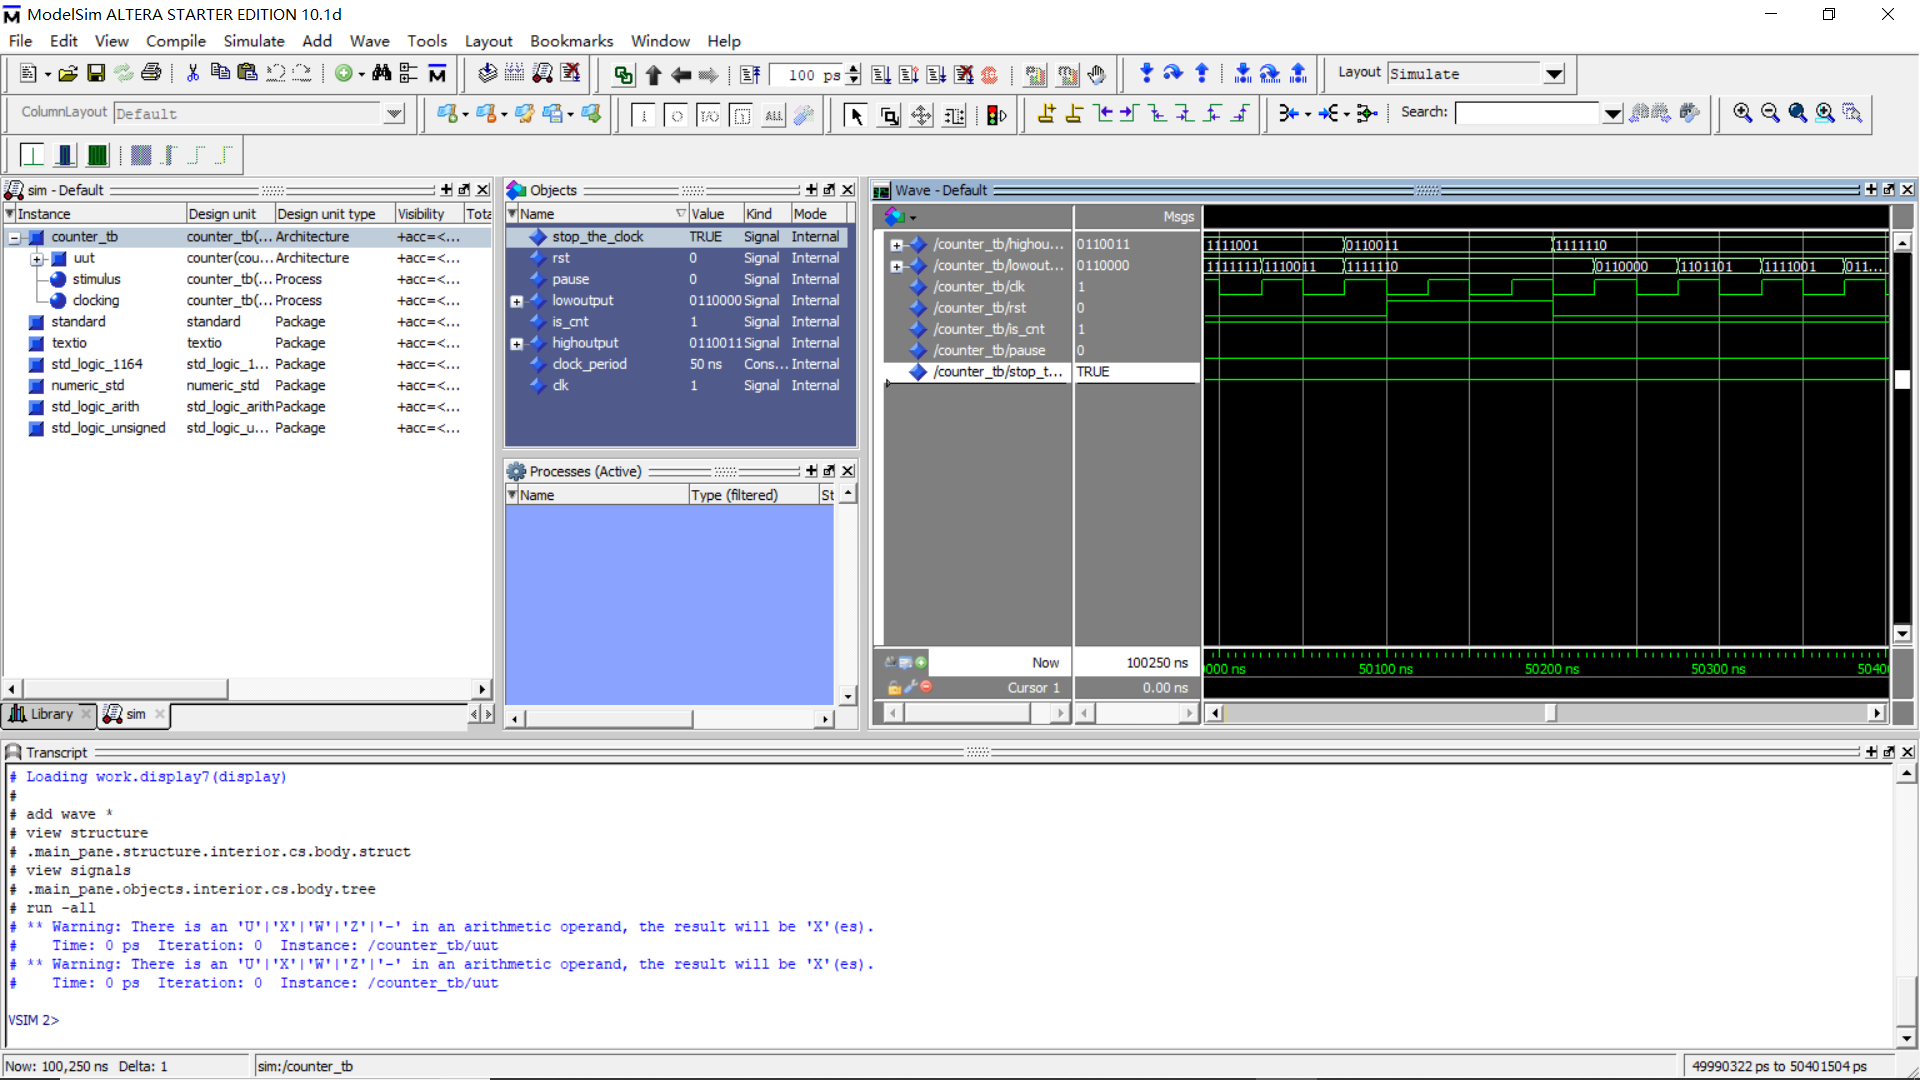 ModelSim ALTERA STARTER EDITION 10.1d
File Edit View Compile Simulate Add Wave Tools Layout Bookmarks Window Help
100 ps
Layout Simulate
ColumnLayout Default
ALL
Search:
sim - Default
Instance Design unit Design unit type Visibility Tota
counter_tb counter_tb(... Architecture +acc=<...
uut counter(cou... Architecture +acc=<...
stimulus counter_tb(... Process +acc=<...
clocking counter_tb(... Process +acc=<...
standard standard Package +acc=<...
textio textio Package +acc=<...
std_logic_1164 std_logic_1... Package +acc=<...
numeric_std numeric_std Package +acc=<...
std_logic_arith std_logic_arith Package +acc=<...
std_logic_unsigned std_logic_u... Package +acc=<...
Library sim
Objects
Name Value Kind Mode
stop_the_clock TRUE Signal Internal
rst 0 Signal Internal
pause 0 Signal Internal
lowoutput 0110000 Signal Internal
is_cnt 1 Signal Internal
highoutput 0110011 Signal Internal
clock_period 50 ns Cons... Internal
clk 1 Signal Internal
Processes (Active)
Name Type (filtered) St
Wave - Default
Msgs
/counter_tb/highou... 0110011 1111001 0110011 1111110
/counter_tb/lowout... 0110000 1111111 1110011 1111110 0110000 1101101 1111001 011...
/counter_tb/clk 1
/counter_tb/rst 0
/counter_tb/is_cnt 1
/counter_tb/pause 0
/counter_tb/stop_t... TRUE
Now 100250 ns 000 ns 50100 ns 50200 ns 50300 ns 5040
Cursor 1 0.00 ns
Transcript
# Loading work.display7(display)
#
# add wave *
# view structure
# .main_pane.structure.interior.cs.body.struct
# view signals
# .main_pane.objects.interior.cs.body.tree
# run -all
# ** Warning: There is an 'U'|'X'|'W'|'Z'|'-' in an arithmetic operand, the result will be 'X'(es).
# Time: 0 ps Iteration: 0 Instance: /counter_tb/uut
# ** Warning: There is an 'U'|'X'|'W'|'Z'|'-' in an arithmetic operand, the result will be 'X'(es).
# Time: 0 ps Iteration: 0 Instance: /counter_tb/uut
VSIM 2>
Now: 100,250 ns Delta: 1 sim:/counter_tb 49990322 ps to 50401504 ps